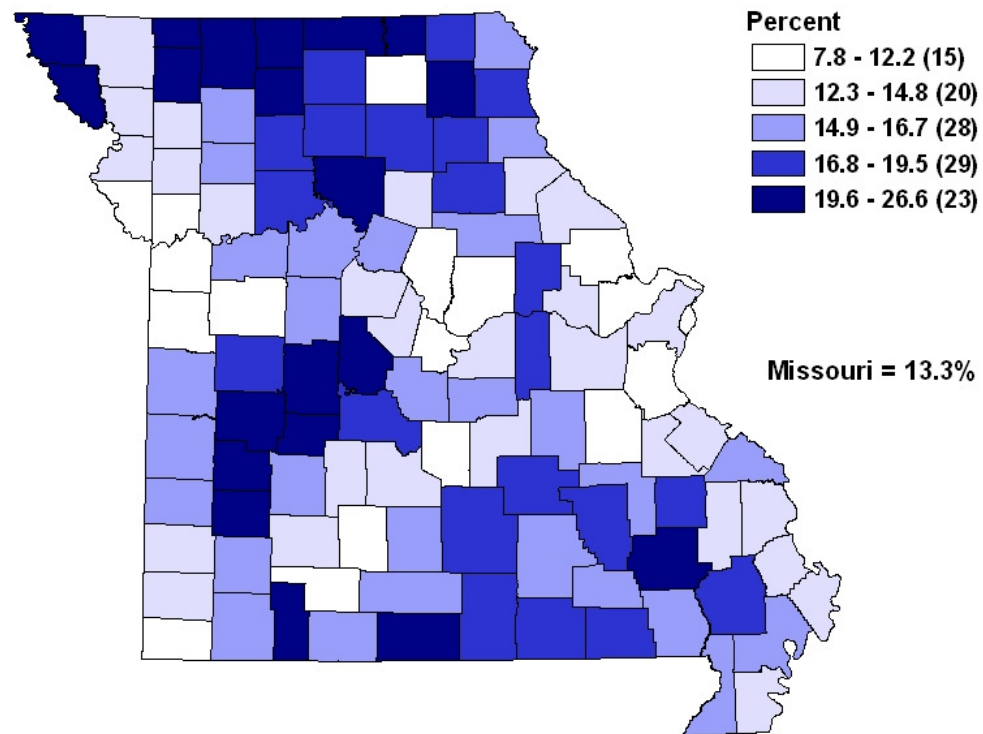 Percent
7.8 - 12.2 (15)
12.3 - 14.8 (20)
14.9 - 16.7 (28)
16.8 - 19.5 (29)
19.6 - 26.6 (23)
Missouri = 13.3%